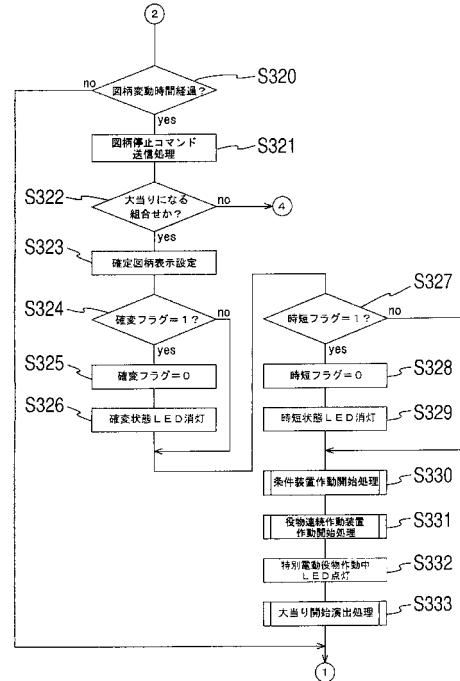 ②
S320
no
図柄変動時間経過?
yes
図柄停止コマンド
送信処理
S321
S322
大当りになる
組合せか?
no
④
yes
S323
確定図柄表示設定
S324
確変フラグ=1?
no
yes
S325
確変フラグ=0
S326
確変状態LED消灯
S327
時短フラグ=1?
no
yes
時短フラグ=0
S328
時短状態LED消灯
S329
条件装置作動開始処理
S330
役物連続作動装置
作動開始処理
S331
特別電動役物作動中
LED点灯
S332
大当り開始演出処理
S333
①